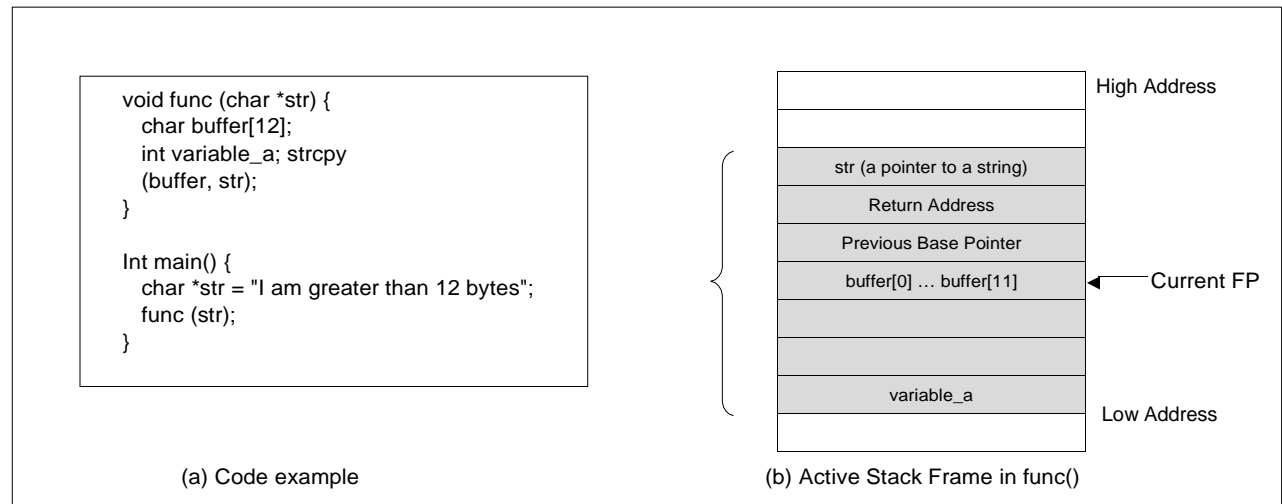 void func (char *str) {
char buffer[12];
int variable_a; strcpy
(buffer, str);
}
Int main() {
char *str = "I am greater than 12 bytes";
func (str);
}
(a) Code example
High Address
str (a pointer to a string)
Return Address
Previous Base Pointer
buffer[0] … buffer[11]
Current FP
variable_a
Low Address
(b) Active Stack Frame in func()